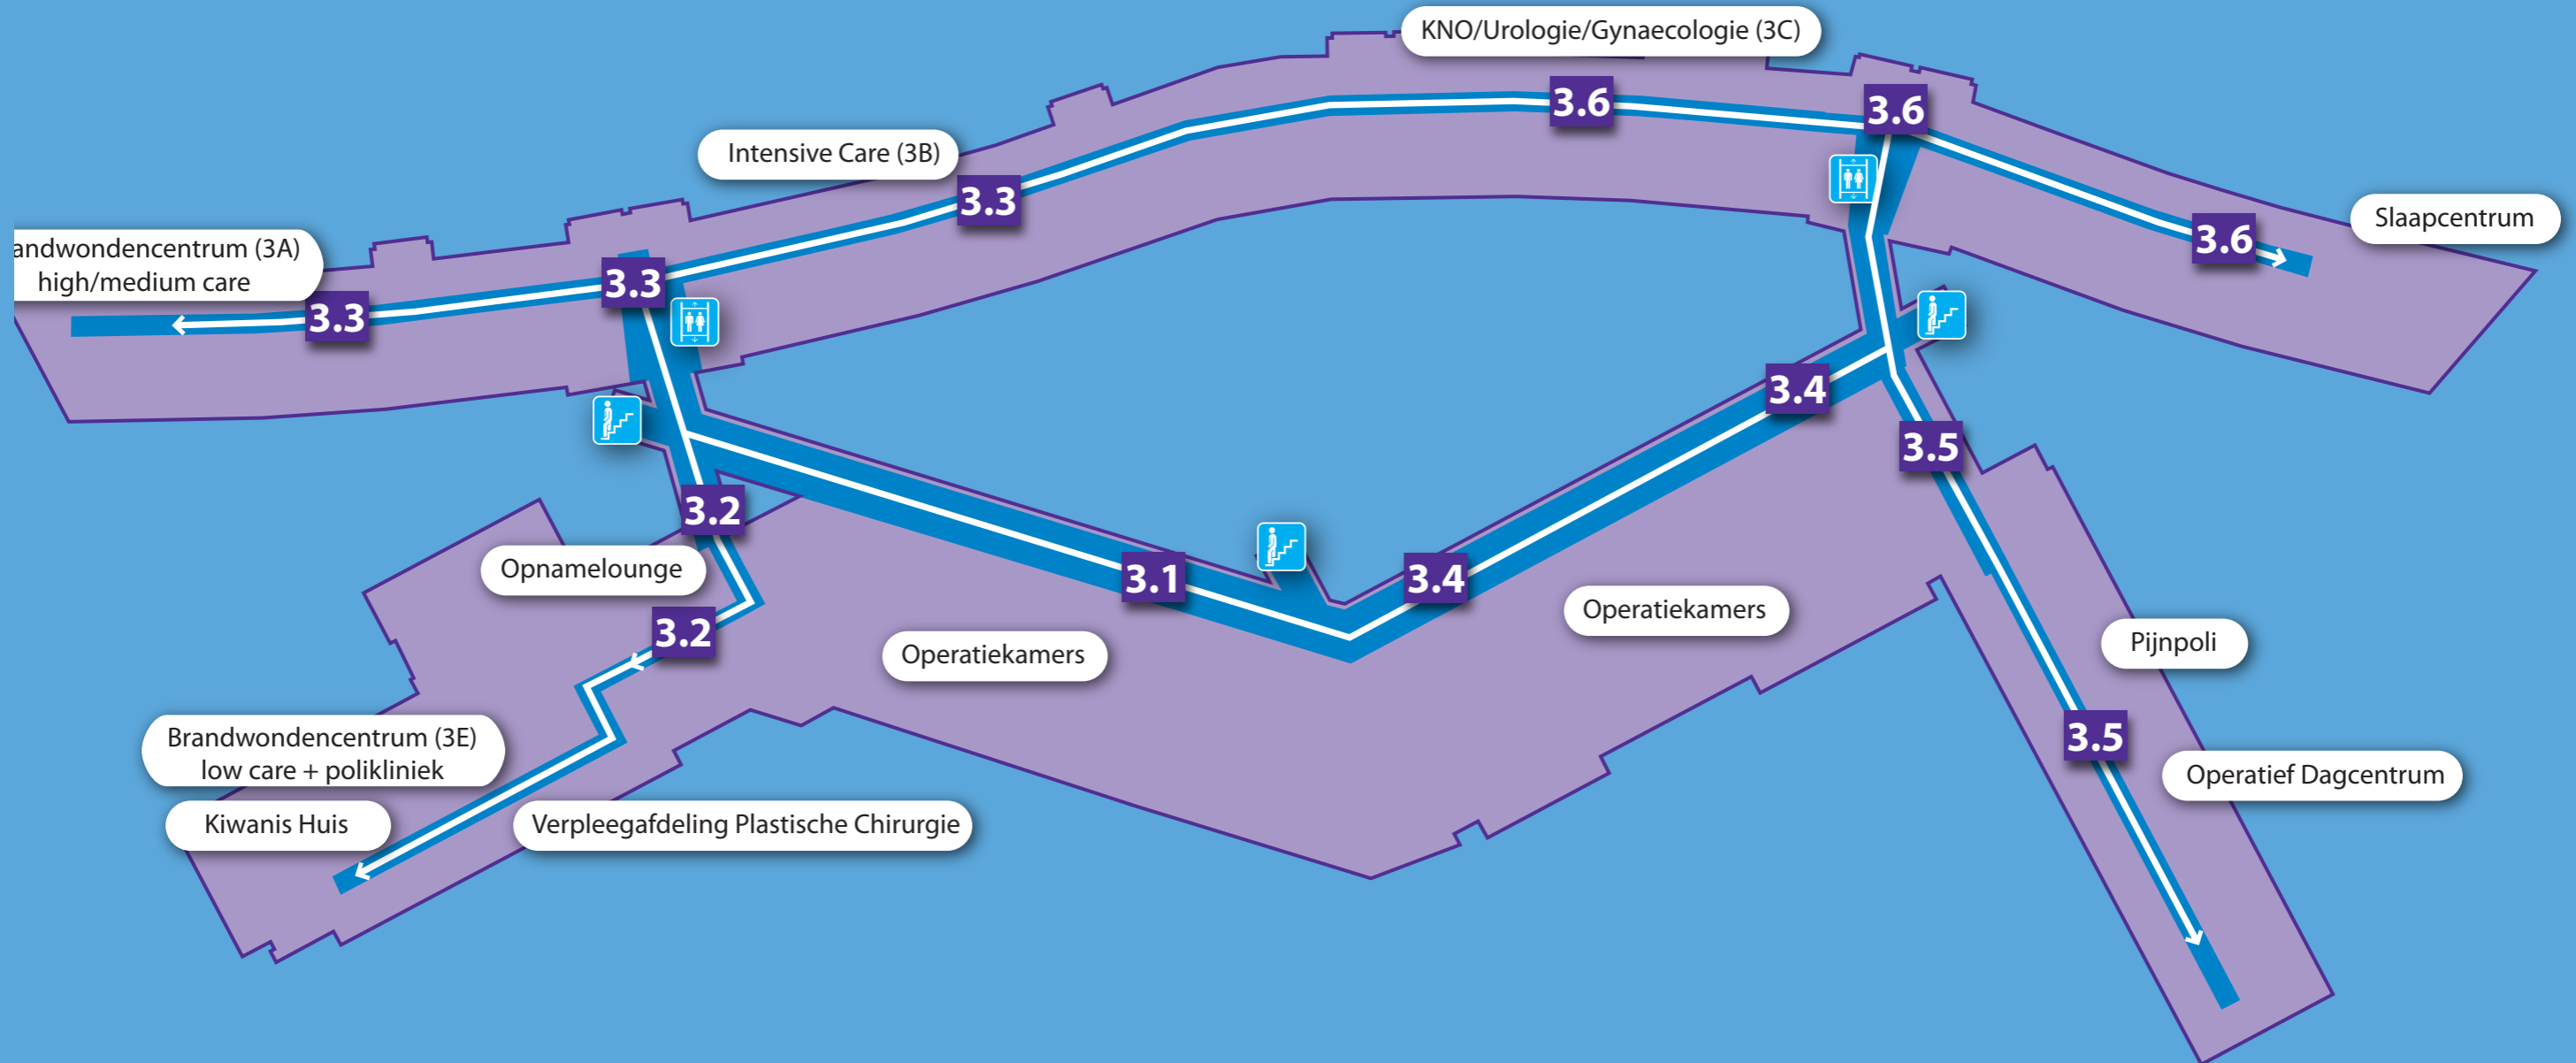 KNO/Urologie/Gynaecologie (3C)
3.6
3.6
Intensive Care (3B)
3.3
Slaapcentrum
3.6
andwondencentrum (3A)
high/medium care
3.3
3.3
3.4
3.5
3.2
Opnamelounge
3.1
3.4
Operatiekamers
3.2
Operatiekamers
Pijnpoli
Brandwondencentrum (3E)
low care + polikliniek
3.5
Operatief Dagcentrum
Kiwanis Huis
Verpleegafdeling Plastische Chirurgie